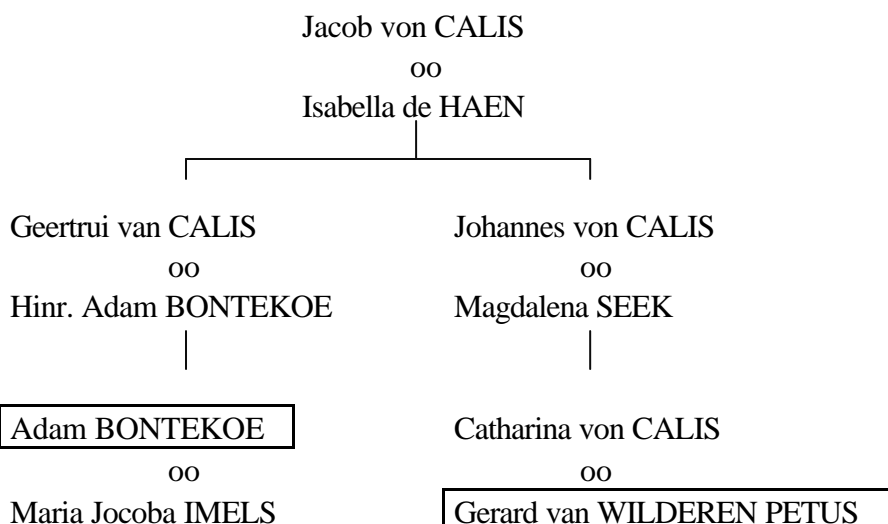 Jacob von CALIS
oo
Isabella de HAEN
Geertrui van CALIS Johannes von CALIS
oo oo
Hinr. Adam BONTEKOE Magdalena SEEK
Adam BONTEKOE Catharina von CALIS
oo oo
Maria Jocoba IMELS Gerard van WILDEREN PETUS